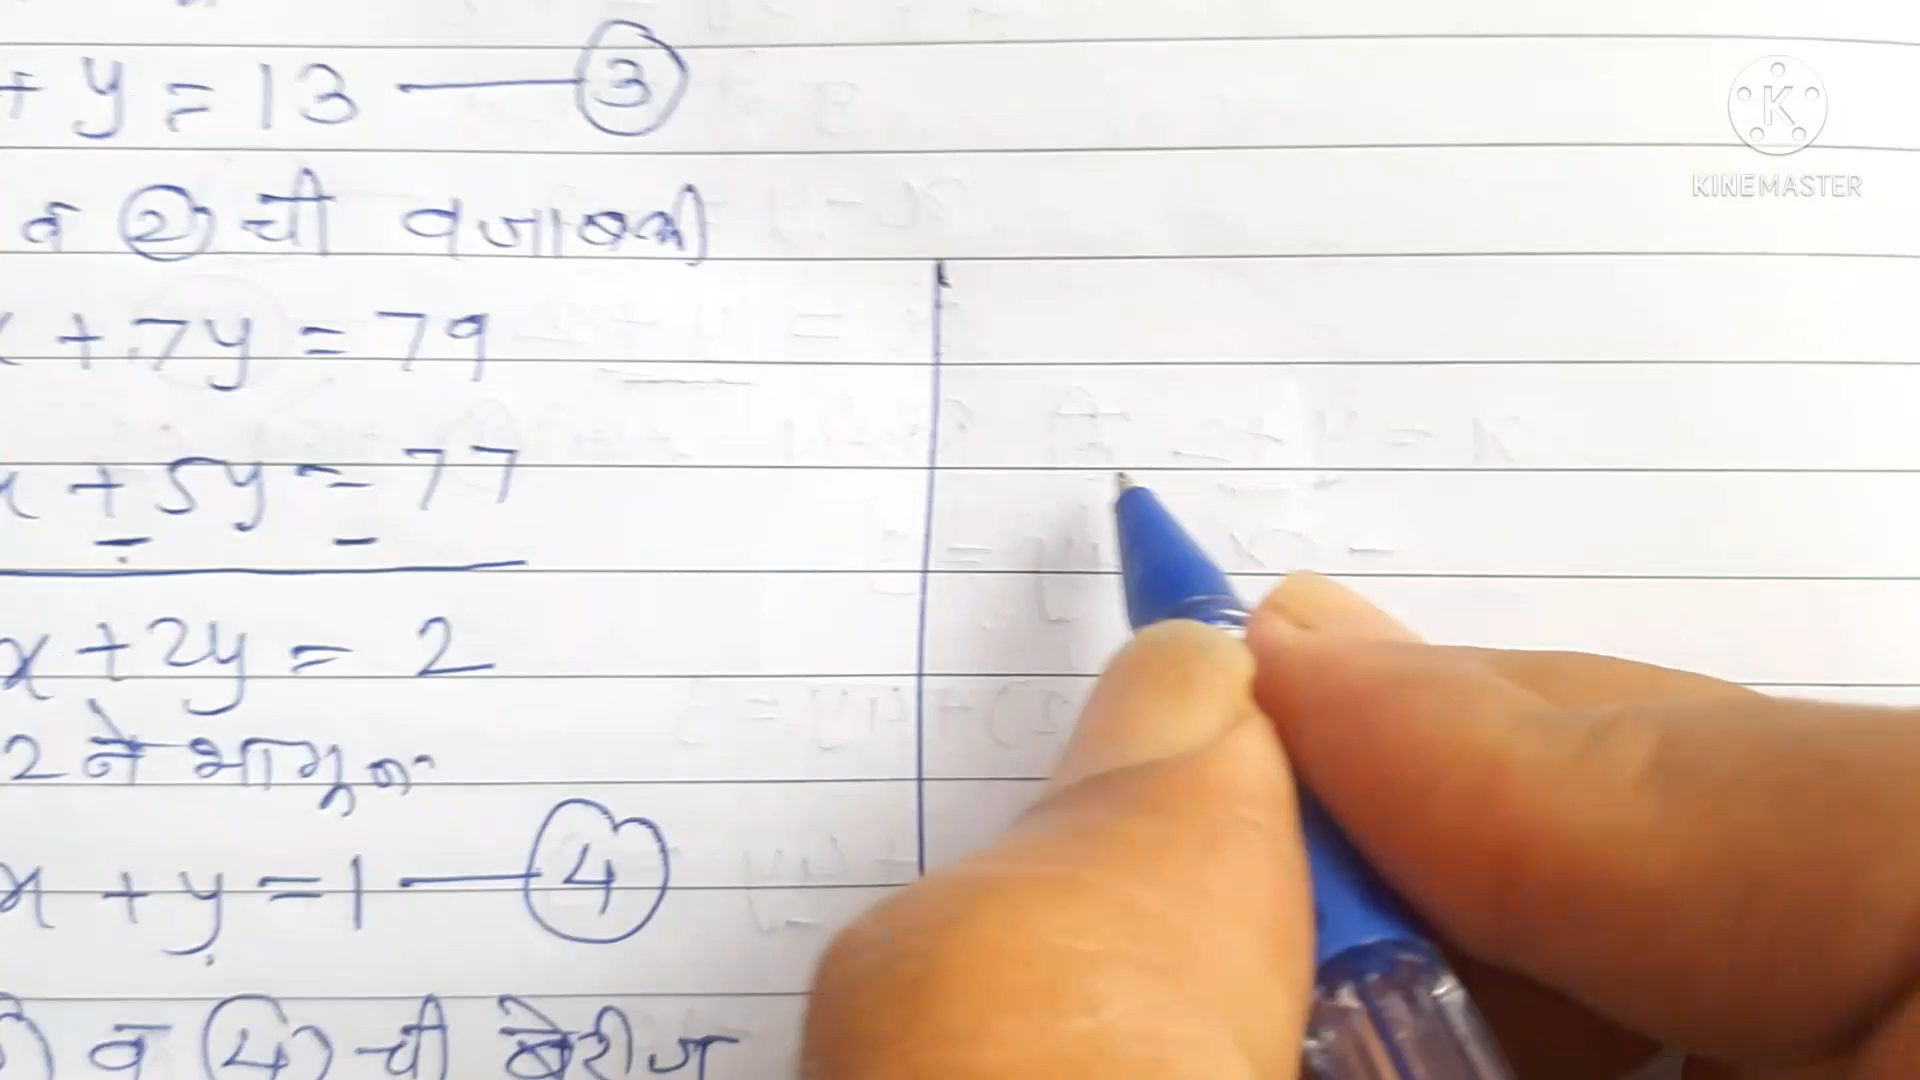 + y = 13 — ③
व ② ची वजाबाकी
x + 7y = 79
x + 5y = 77
x + 2y = 2
2 ने भागून
x + y = 1 — ④
व ④ ची बेरीज
K
KINEMASTER